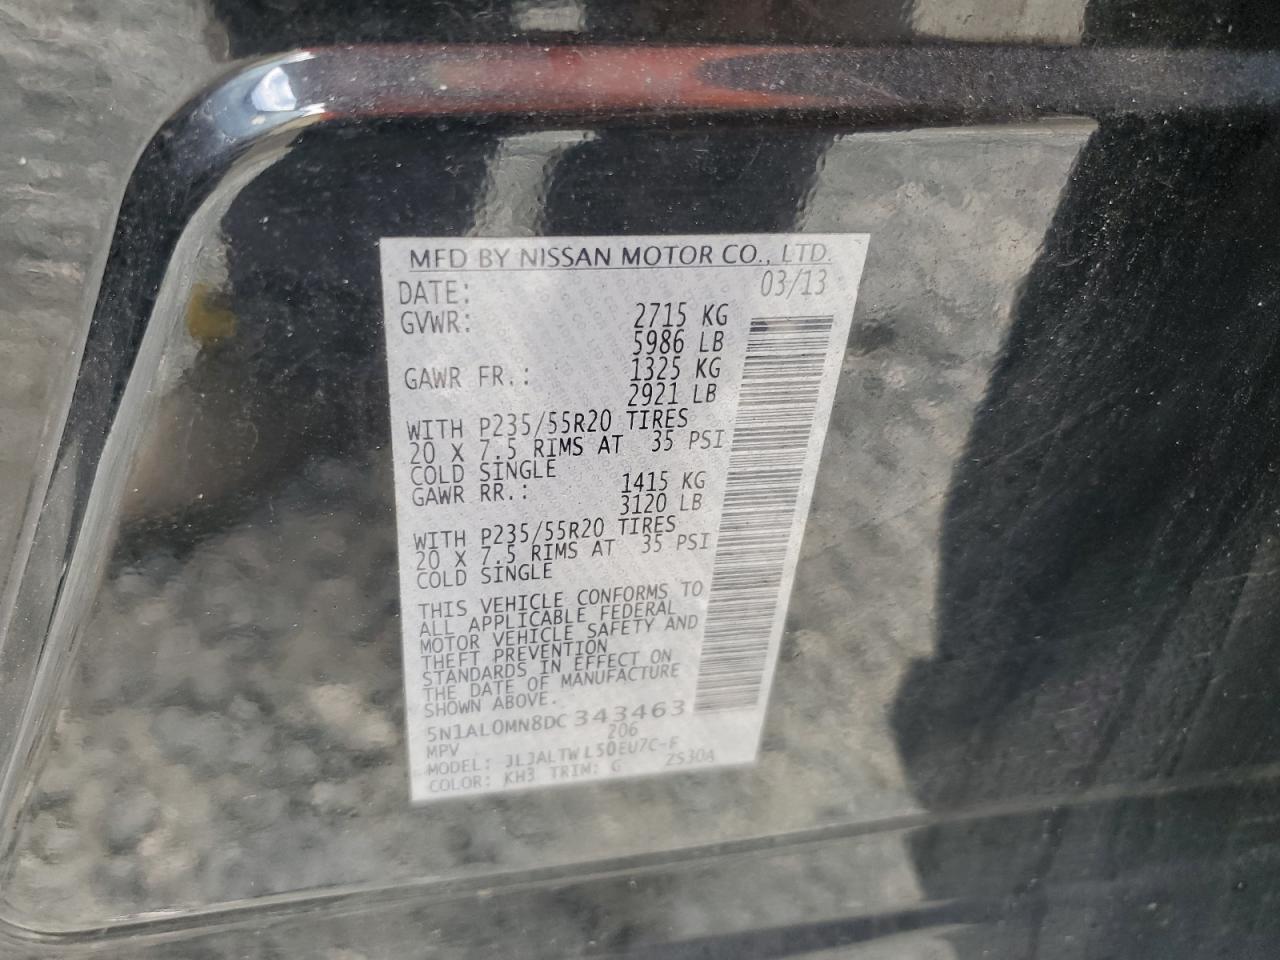 MFD BY NISSAN MOTOR CO., LTD.
DATE: 03/13
GVWR: 2715 KG
5986 LB
GAWR FR.: 1325 KG
2921 LB
WITH P235/55R20 TIRES
20 X 7.5 RIMS AT 35 PSI
COLD SINGLE
GAWR RR.: 1415 KG
3120 LB
WITH P235/55R20 TIRES
20 X 7.5 RIMS AT 35 PSI
COLD SINGLE
THIS VEHICLE CONFORMS TO
ALL APPLICABLE FEDERAL
MOTOR VEHICLE SAFETY AND
THEFT PREVENTION
STANDARDS IN EFFECT ON
THE DATE OF MANUFACTURE
SHOWN ABOVE.
5N1AL0MN8DC343463
MPV 206
MODEL: JLJALTWL50EU7C-F
COLOR: KH3 TRIM: G ZS30A